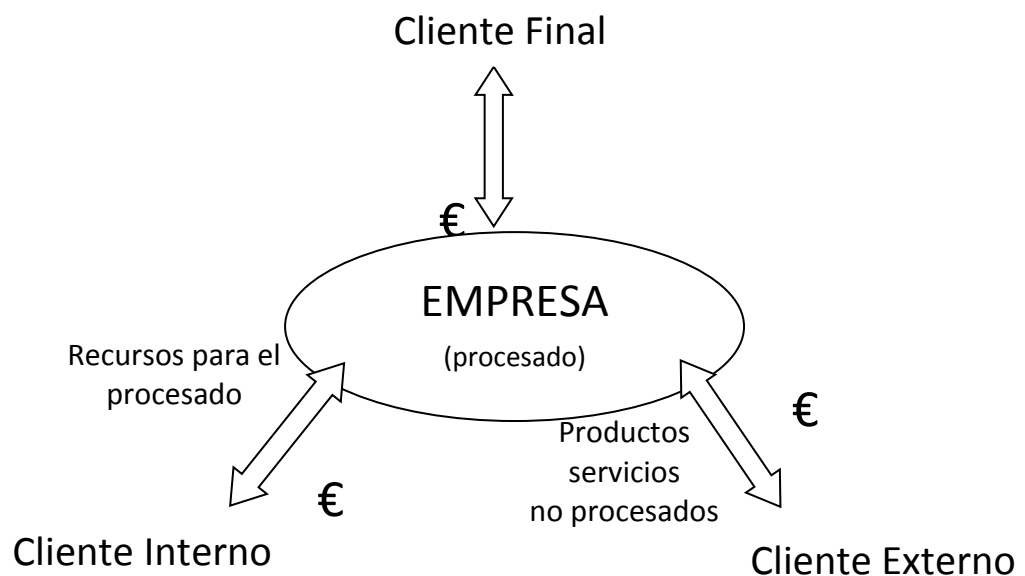 Cliente Final
€
EMPRESA
(procesado)
Recursos para el
procesado
€
Productos
servicios
no procesados
€
Cliente Interno
Cliente Externo